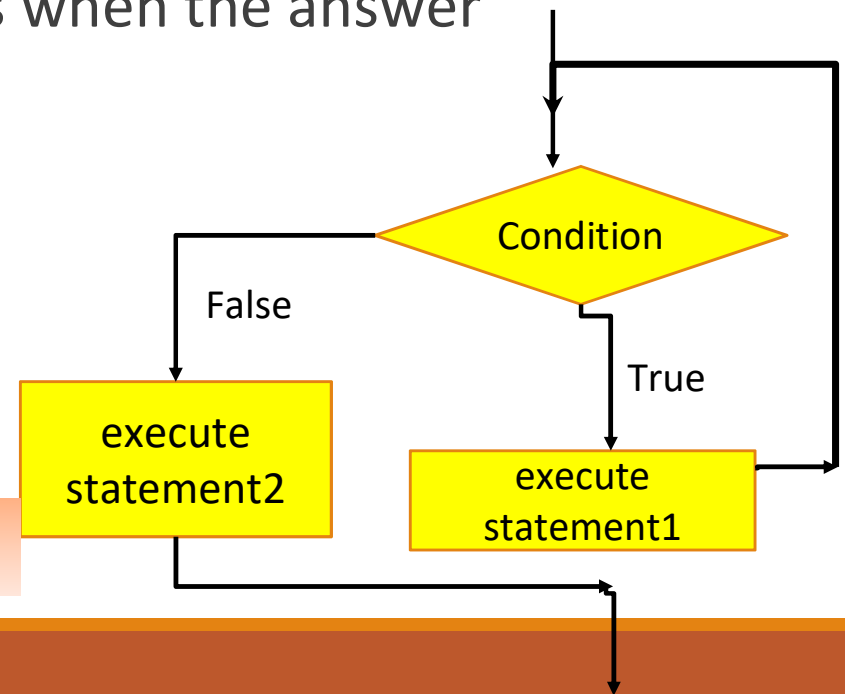 s when the answer
Condition
False
True
execute
statement2
execute
statement1